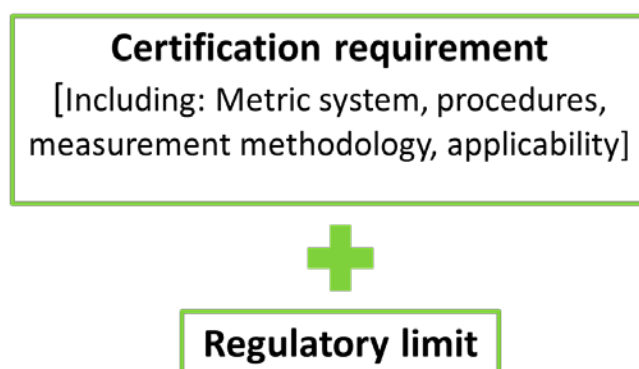 Certification requirement
[Including: Metric system, procedures,
measurement methodology, applicability]
Regulatory limit